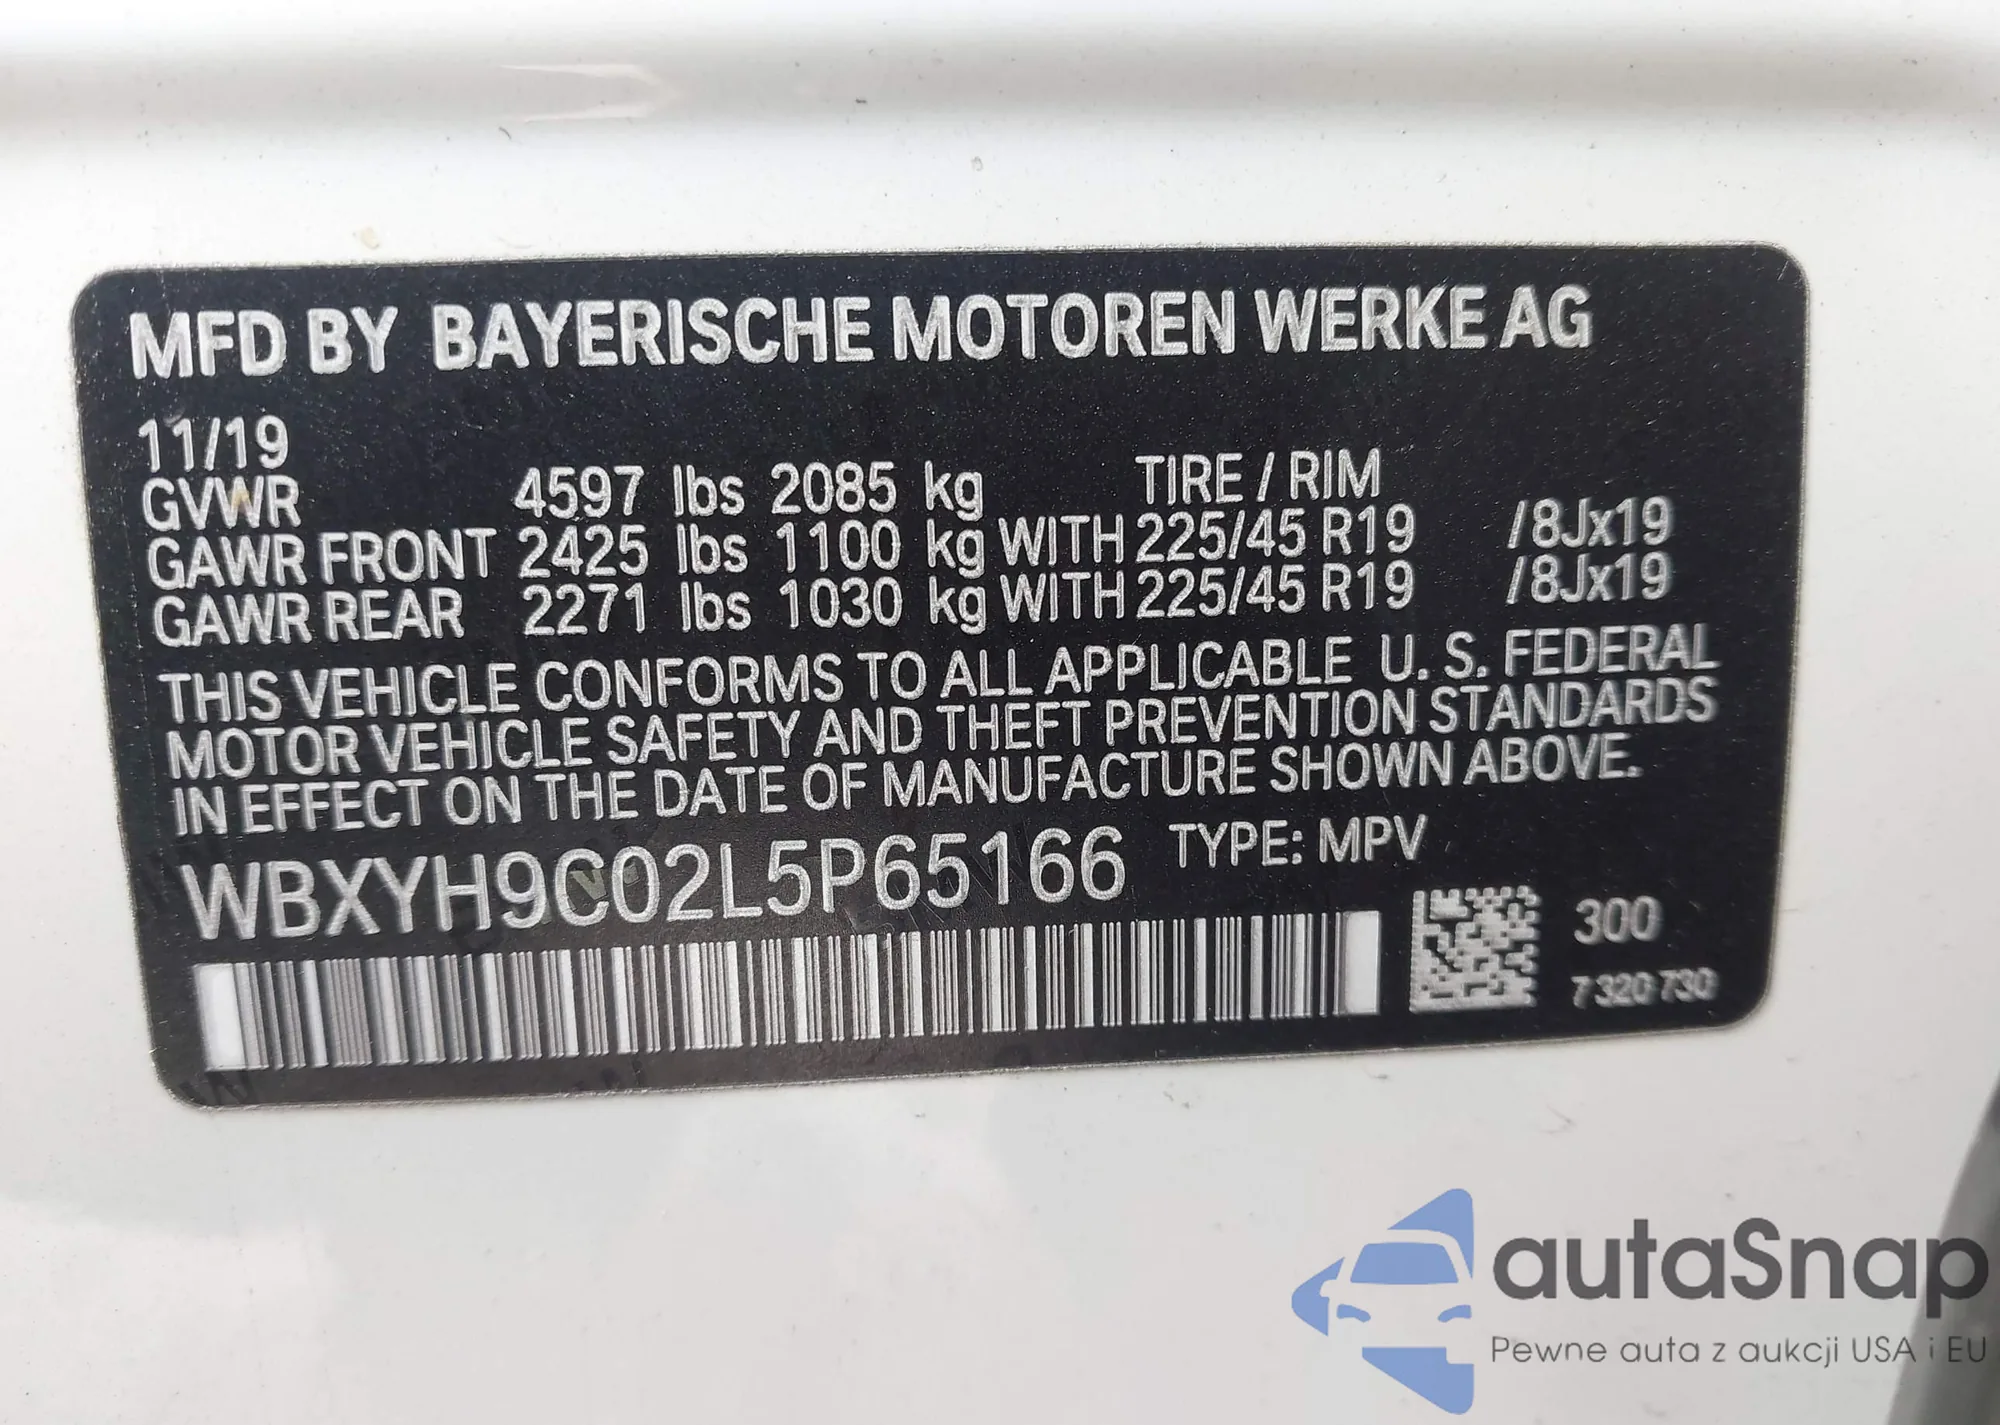 MFD BY BAYERISCHE MOTOREN WERKE AG
11/19
GVWR 4597 lbs 2085 kg TIRE / RIM
GAWR FRONT 2425 lbs 1100 kg WITH 225/45 R19 /8Jx19
GAWR REAR 2271 lbs 1030 kg WITH 225/45 R19 /8Jx19
THIS VEHICLE CONFORMS TO ALL APPLICABLE U. S. FEDERAL
MOTOR VEHICLE SAFETY AND THEFT PREVENTION STANDARDS
IN EFFECT ON THE DATE OF MANUFACTURE SHOWN ABOVE.
WBXYH9C02L5P65166 TYPE: MPV
300
7 320 730
autaSnap
Pewne auta z aukcji USA i EU